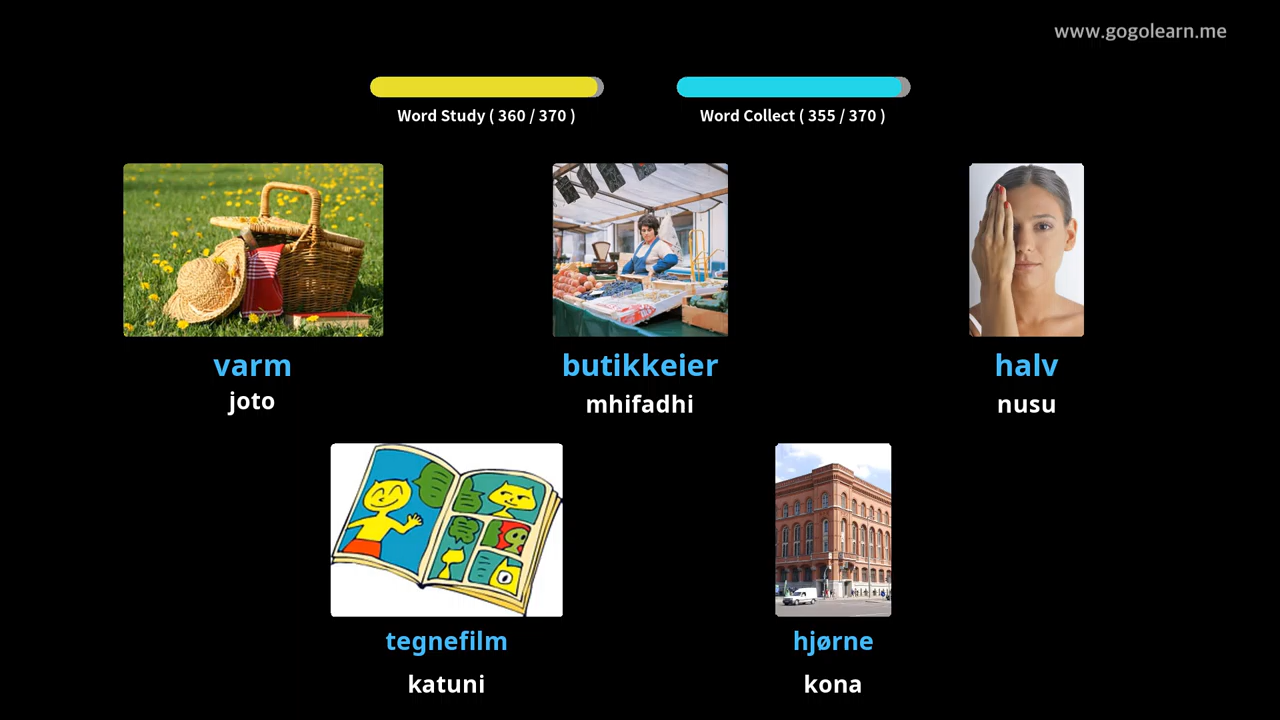 www.gogolearn.me
Word Study ( 360 / 370 )
Word Collect ( 355 / 370 )
varm
joto
butikkeier
mhifadhi
halv
nusu
tegnefilm
katuni
hjørne
kona